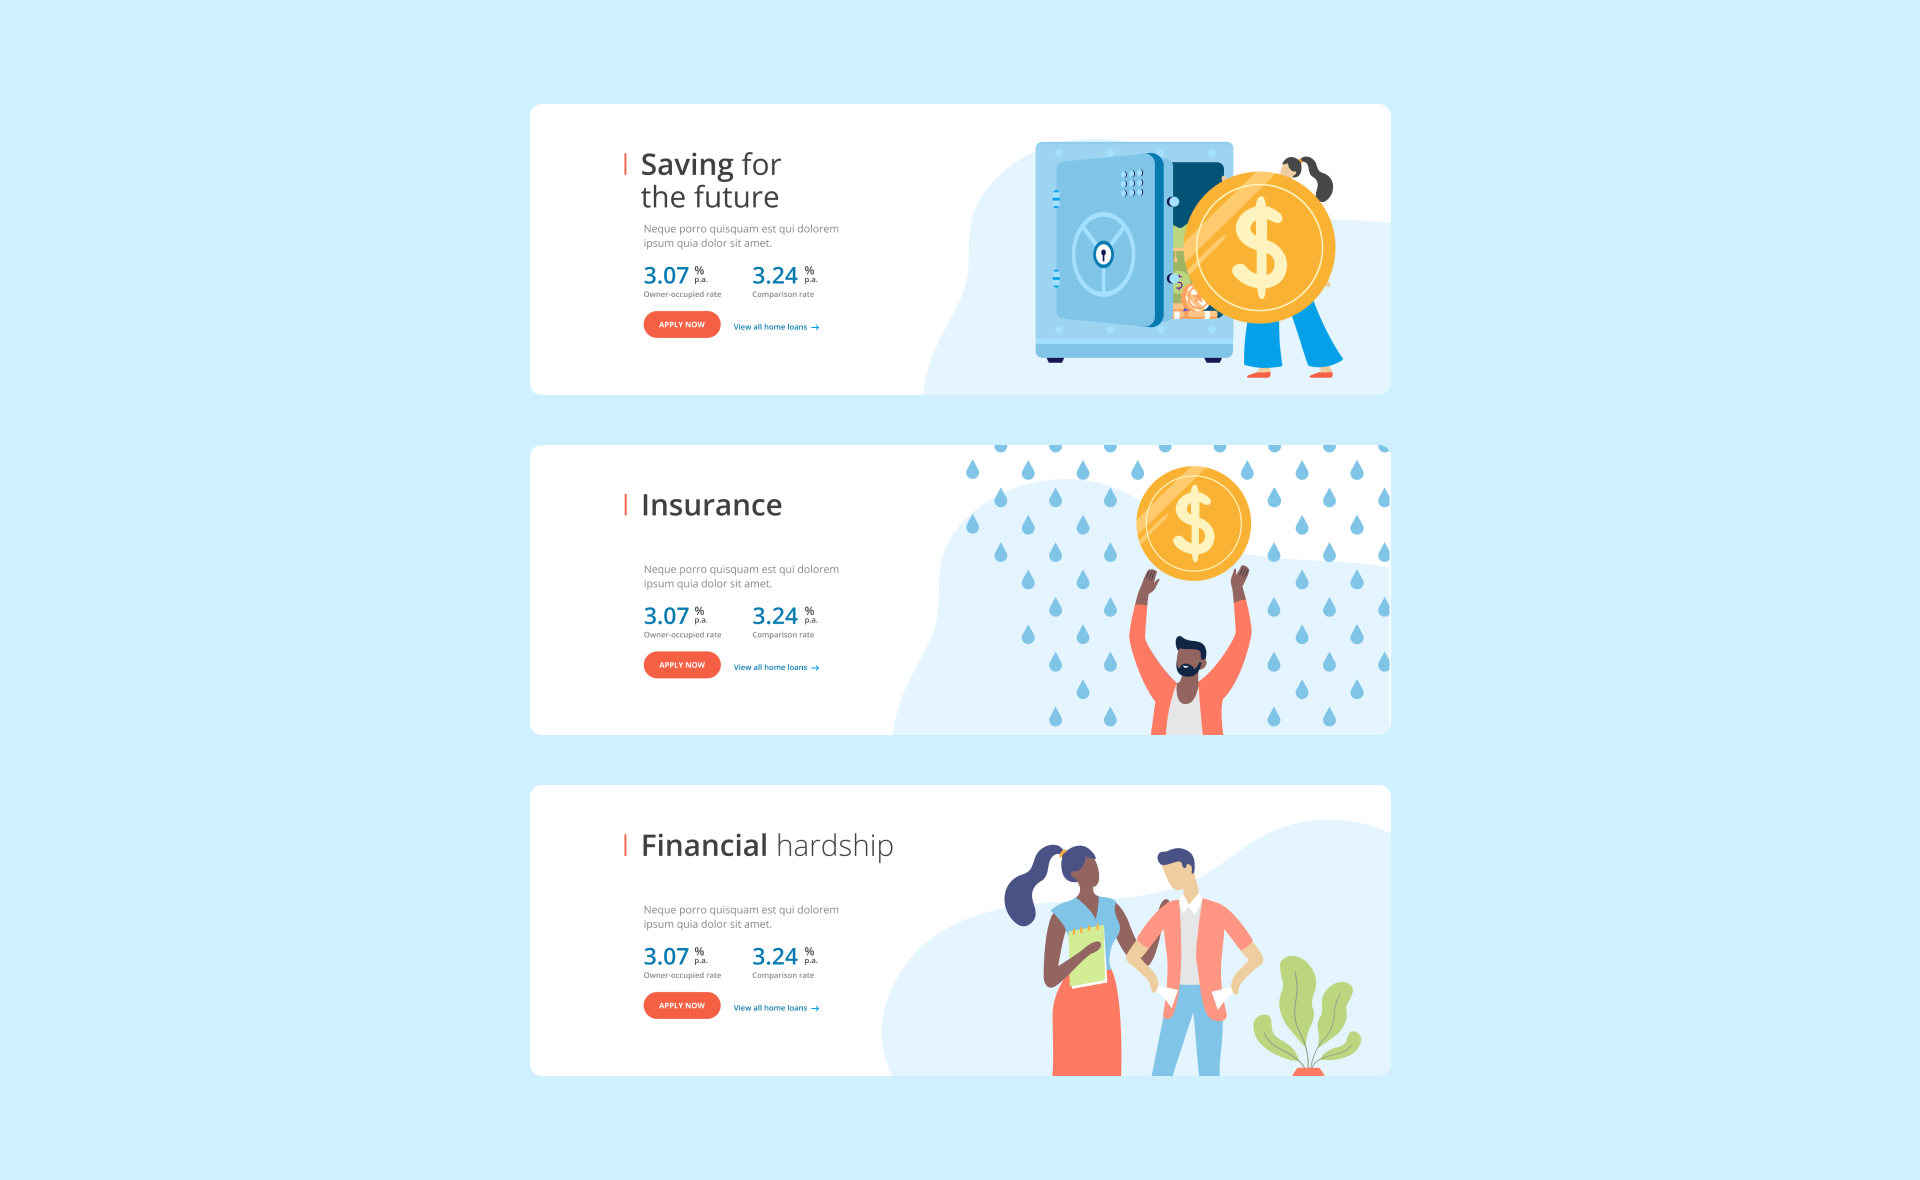 Saving for
the future
Neque porro quisquam est qui dolorem
ipsum quia dolor sit amet.
3.07 % p.a. 3.24 % p.a.
Owner-occupied rate Comparison rate
APPLY NOW View all home loans →
Insurance
Neque porro quisquam est qui dolorem
ipsum quia dolor sit amet.
3.07 % p.a. 3.24 % p.a.
Owner-occupied rate Comparison rate
APPLY NOW View all home loans →
Financial hardship
Neque porro quisquam est qui dolorem
ipsum quia dolor sit amet.
3.07 % p.a. 3.24 % p.a.
Owner-occupied rate Comparison rate
APPLY NOW View all home loans →